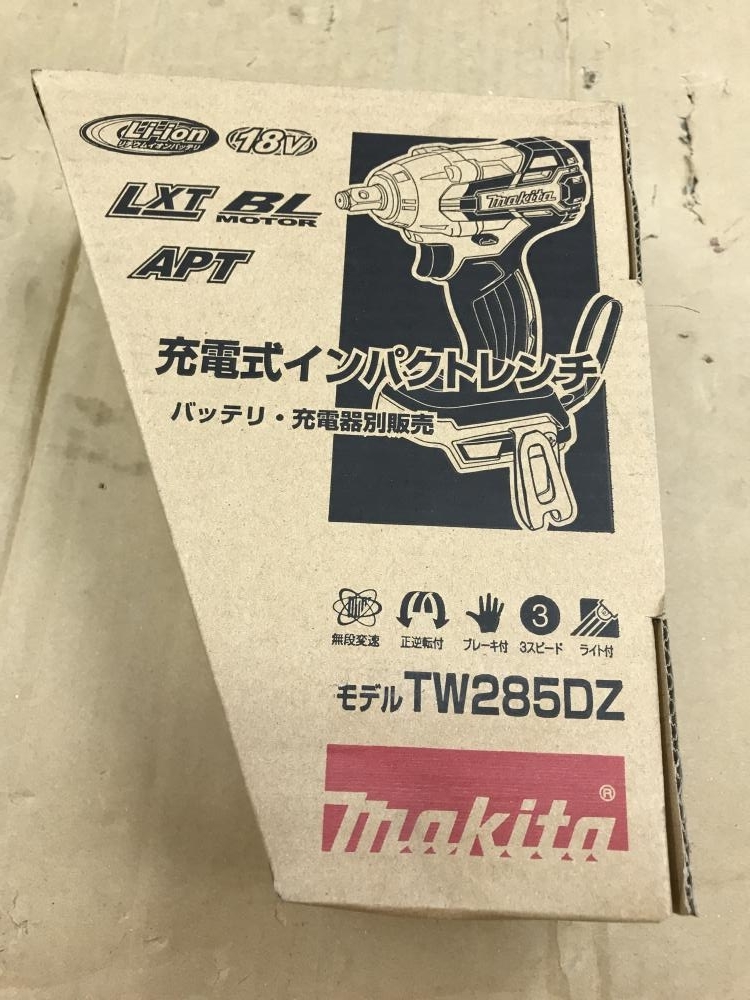 Li-ion
リチウムイオンバッテリ
18V
LXT
BL
MOTOR
APT
makita
充電式インパクトレンチ
バッテリ・充電器別販売
無段変速
正逆転付
ブレーキ付
3
3スピード
ライト付
モデルTW285DZ
makita®